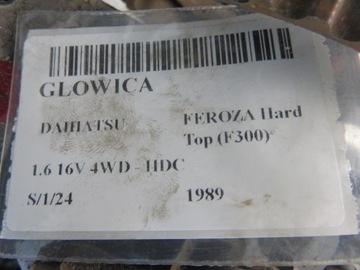 GLOWICA
DAIHATSU
FEROZA Hard
Top (F300)
1.6 16V 4WD - HDC
S/1/24
1989